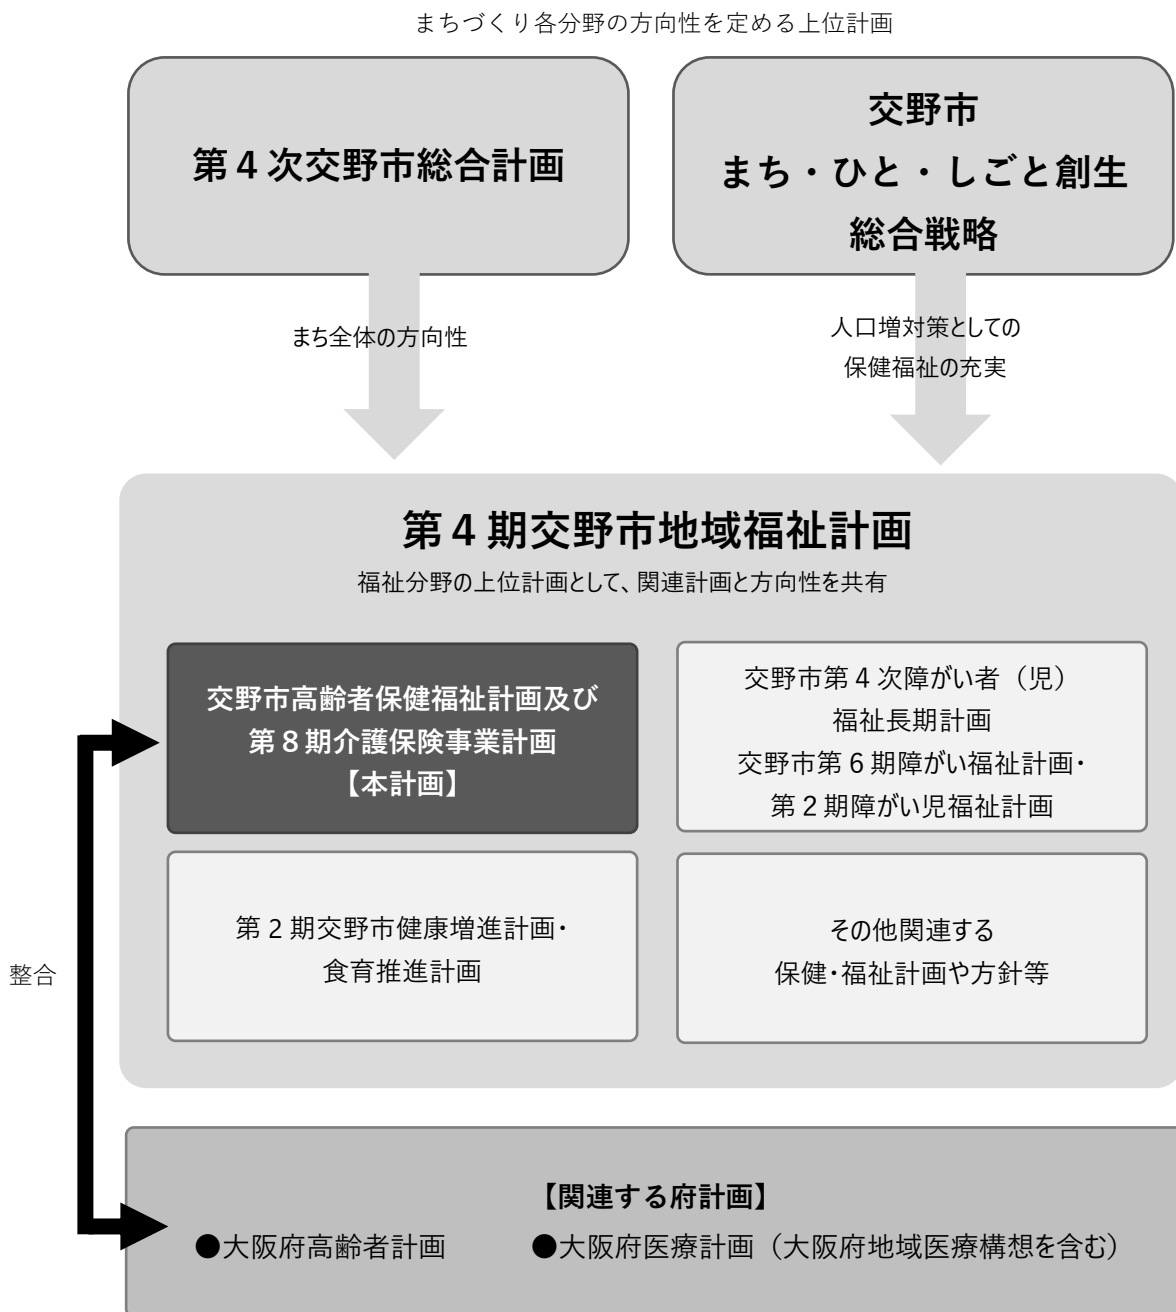 まちづくり各分野の方向性を定める上位計画
第４次交野市総合計画
交野市
まち・ひと・しごと創生
総合戦略
まち全体の方向性
人口増対策としての
保健福祉の充実
第４期交野市地域福祉計画
福祉分野の上位計画として、関連計画と方向性を共有
交野市高齢者保健福祉計画及び
第８期介護保険事業計画
【本計画】
交野市第４次障がい者（児）
福祉長期計画
交野市第６期障がい福祉計画・
第２期障がい児福祉計画
第２期交野市健康増進計画・
食育推進計画
その他関連する
保健・福祉計画や方針等
整合
【関連する府計画】
●大阪府高齢者計画
●大阪府医療計画（大阪府地域医療構想を含む）